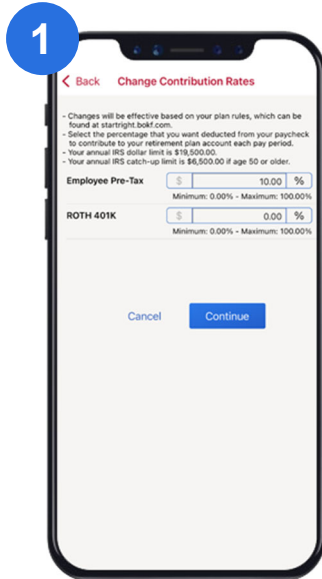 1
Back Change Contribution Rates
- Changes will be effective based on your plan rules, which can be
found at startright.bokf.com.
- Select the percentage that you want deducted from your paycheck
to contribute to your retirement plan account each pay period.
- Your annual IRS dollar limit is $19,500.00.
- Your annual IRS catch-up limit is $6,500.00 if age 50 or older.
Employee Pre-Tax $ 10.00 %
Minimum: 0.00% - Maximum: 100.00%
ROTH 401K $ 0.00 %
Minimum: 0.00% - Maximum: 100.00%
Cancel Continue